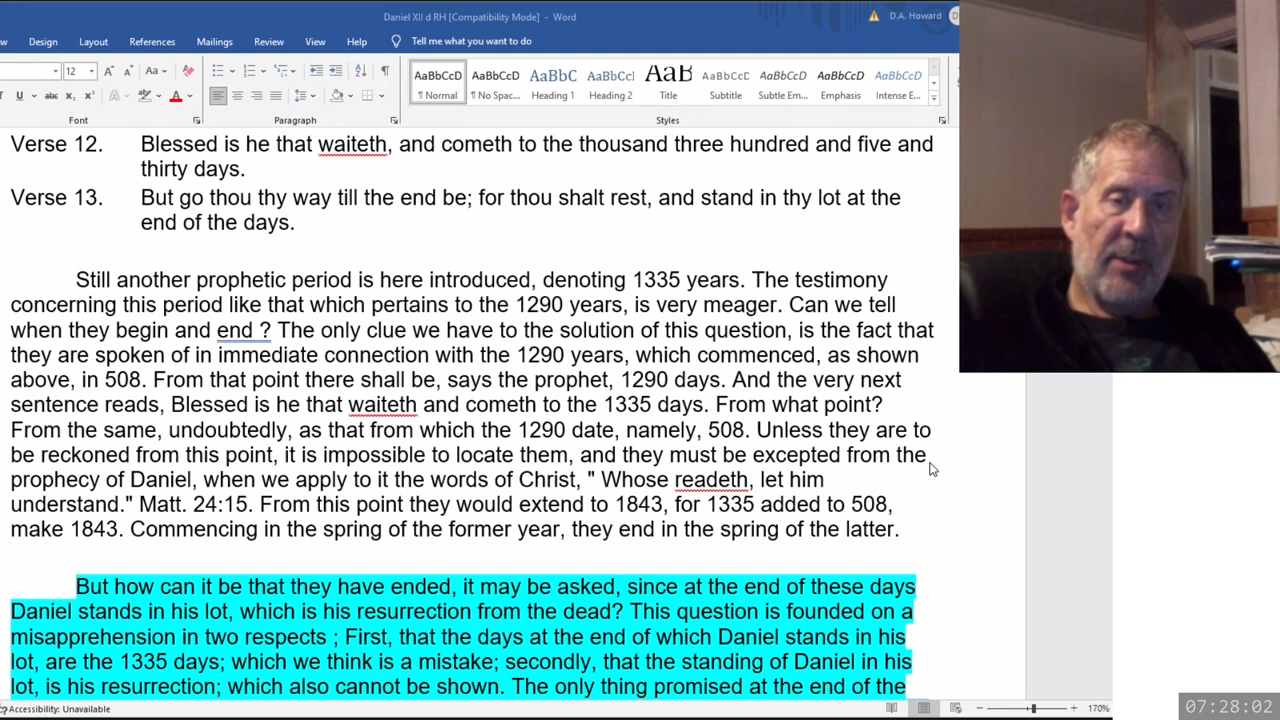 Daniel XII d RH [Compatibility Mode] - Word
D.A. Howard
Design Layout References Mailings Review View Help Tell me what you want to do
12 Aa
AaBbCcD AaBbCcD AaBbC AaBbCcI AaB AaBbCcD AaBbCcD AaBbCcD AaBbCcD
¶ Normal ¶ No Spac... Heading 1 Heading 2 Title Subtitle Subtle Em... Emphasis Intense E...
Font Paragraph Styles
Verse 12. Blessed is he that waiteth, and cometh to the thousand three hundred and five and
thirty days.
Verse 13. But go thou thy way till the end be; for thou shalt rest, and stand in thy lot at the
end of the days.
Still another prophetic period is here introduced, denoting 1335 years. The testimony
concerning this period like that which pertains to the 1290 years, is very meager. Can we tell
when they begin and end ? The only clue we have to the solution of this question, is the fact that
they are spoken of in immediate connection with the 1290 years, which commenced, as shown
above, in 508. From that point there shall be, says the prophet, 1290 days. And the very next
sentence reads, Blessed is he that waiteth and cometh to the 1335 days. From what point?
From the same, undoubtedly, as that from which the 1290 date, namely, 508. Unless they are to
be reckoned from this point, it is impossible to locate them, and they must be excepted from the
prophecy of Daniel, when we apply to it the words of Christ, " Whose readeth, let him
understand." Matt. 24:15. From this point they would extend to 1843, for 1335 added to 508,
make 1843. Commencing in the spring of the former year, they end in the spring of the latter.
But how can it be that they have ended, it may be asked, since at the end of these days
Daniel stands in his lot, which is his resurrection from the dead? This question is founded on a
misapprehension in two respects ; First, that the days at the end of which Daniel stands in his
lot, are the 1335 days; which we think is a mistake; secondly, that the standing of Daniel in his
lot, is his resurrection; which also cannot be shown. The only thing promised at the end of the
Accessibility: Unavailable
170%
07:28:02